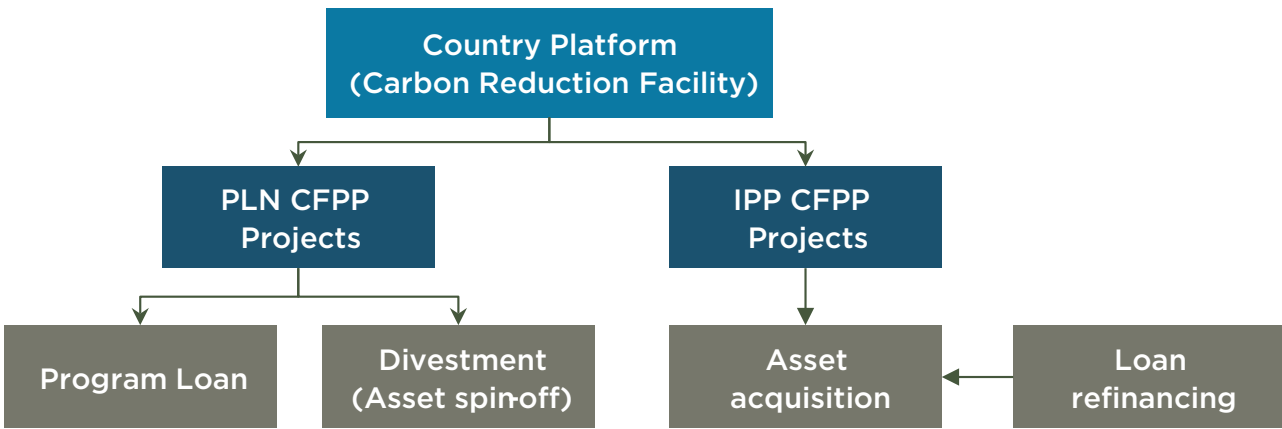 Country Platform
(Carbon Reduction Facility)
PLN CFPP
Projects
IPP CFPP
Projects
Program Loan
Divestment
(Asset spin-off)
Asset
acquisition
Loan
refinancing